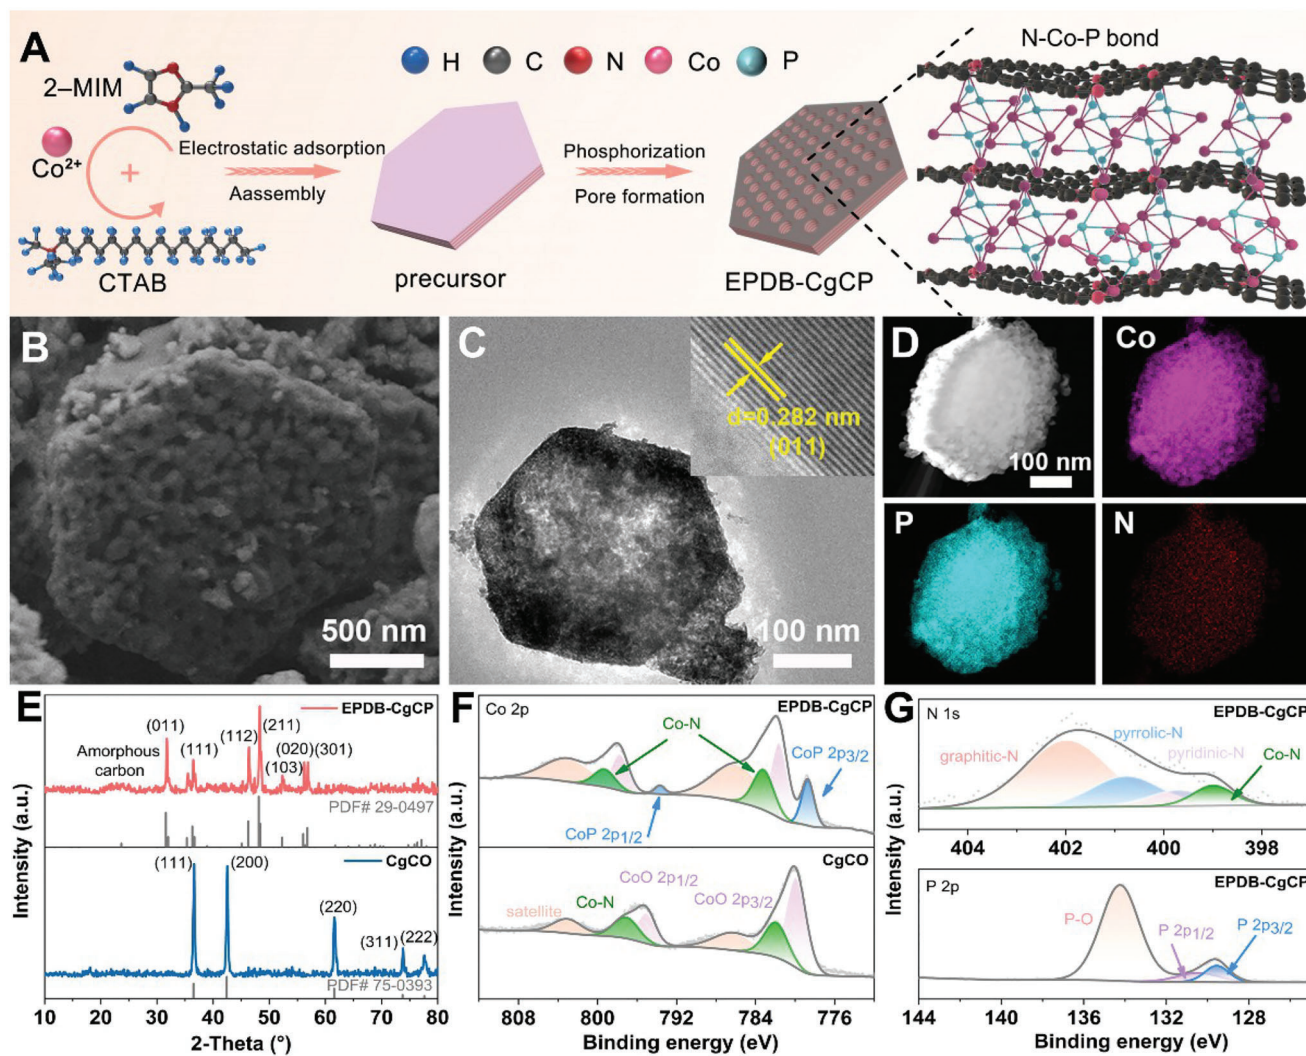 A
2–MIM
H
C
N
Co
P
N-Co-P bond
Co²⁺
+
Electrostatic adsorption
Aassembly
Phosphorization
Pore formation
CTAB
precursor
EPDB-CgCP
B
500 nm
C
d=0.282 nm
(011)
100 nm
D
100 nm
Co
P
N
E
EPDB-CgCP
(011)
(111)
(112)
(211)
(020)
(301)
(103)
Amorphous
carbon
PDF# 29-0497
CgCO
(111)
(200)
(220)
(311)
(222)
PDF# 75-0393
Intensity (a.u.)
10 20 30 40 50 60 70 80
2-Theta (°)
F
Co 2p
EPDB-CgCP
Co-N
CoP 2p3/2
CoP 2p1/2
CgCO
CoO 2p1/2
Co-N
CoO 2p3/2
satellite
Intensity (a.u.)
808 800 792 784 776
Binding energy (eV)
G
N 1s
EPDB-CgCP
graphitic-N
pyrrolic-N
pyridinic-N
Co-N
404 402 400 398
P 2p
EPDB-CgCP
P-O
P 2p1/2
P 2p3/2
Intensity (a.u.)
144 140 136 132 128
Binding energy (eV)